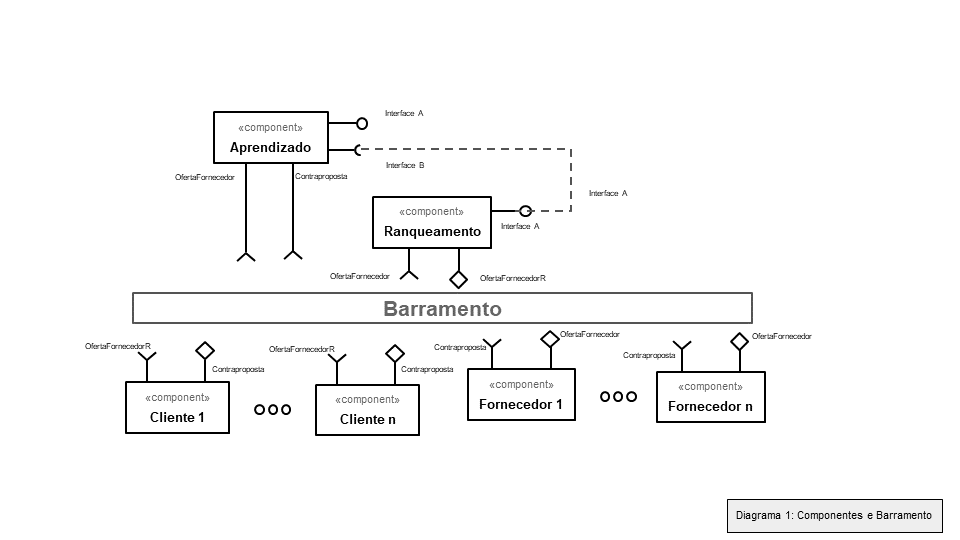 Interface A
«component»
Aprendizado
Interface B
OfertaFornecedor
Contraproposta
Interface A
«component»
Ranqueamento
Interface A
OfertaFornecedor
OfertaFornecedorR
Barramento
OfertaFornecedorR
Contraproposta
OfertaFornecedorR
Contraproposta
Contraproposta
OfertaFornecedor
Contraproposta
OfertaFornecedor
«component»
Cliente 1
«component»
Cliente n
«component»
Fornecedor 1
«component»
Fornecedor n
Diagrama 1: Componentes e Barramento